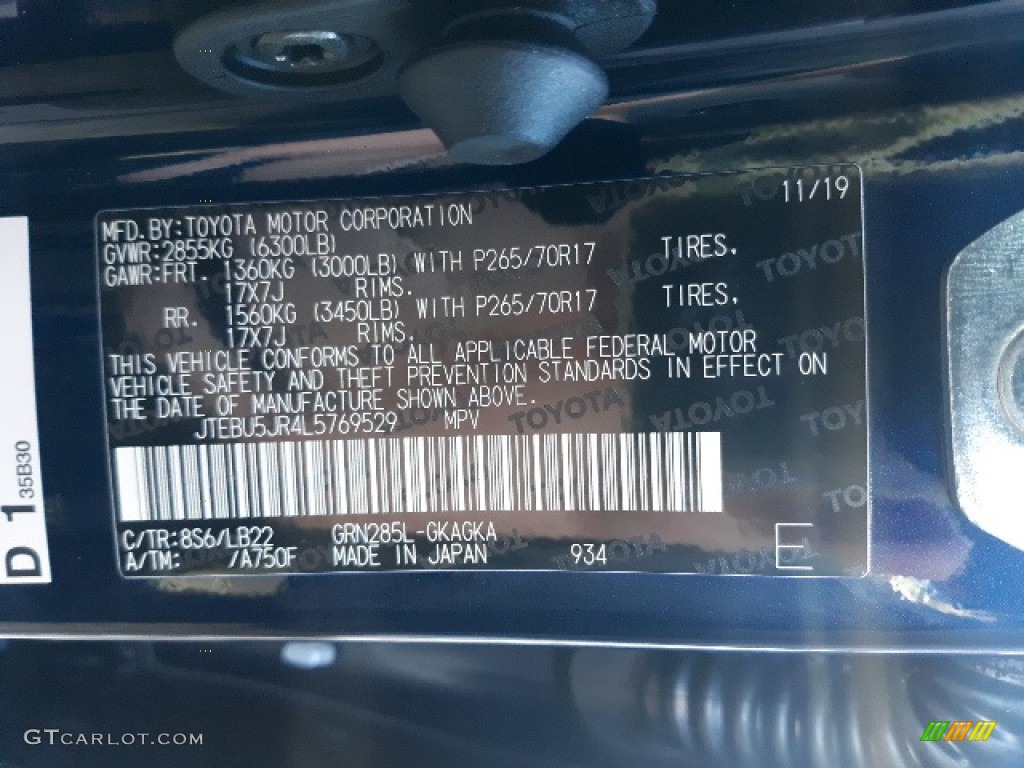 11/19
MFD.BY:TOYOTA MOTOR CORPORATION
GVWR:2855KG (6300LB)
GAWR:FRT. 1360KG (3000LB) WITH P265/70R17 TIRES,
17X7J RIMS.
RR. 1560KG (3450LB) WITH P265/70R17 TIRES,
17X7J RIMS.
THIS VEHICLE CONFORMS TO ALL APPLICABLE FEDERAL MOTOR
VEHICLE SAFETY AND THEFT PREVENTION STANDARDS IN EFFECT ON
THE DATE OF MANUFACTURE SHOWN ABOVE.
JTEBU5JR4L5769529 MPV
C/TR:8S6/LB22 GRN285L-GKAGKA
A/TM: /A750F MADE IN JAPAN 934 E
D 1 35B30
TOYOTA
GTCARLOT.COM